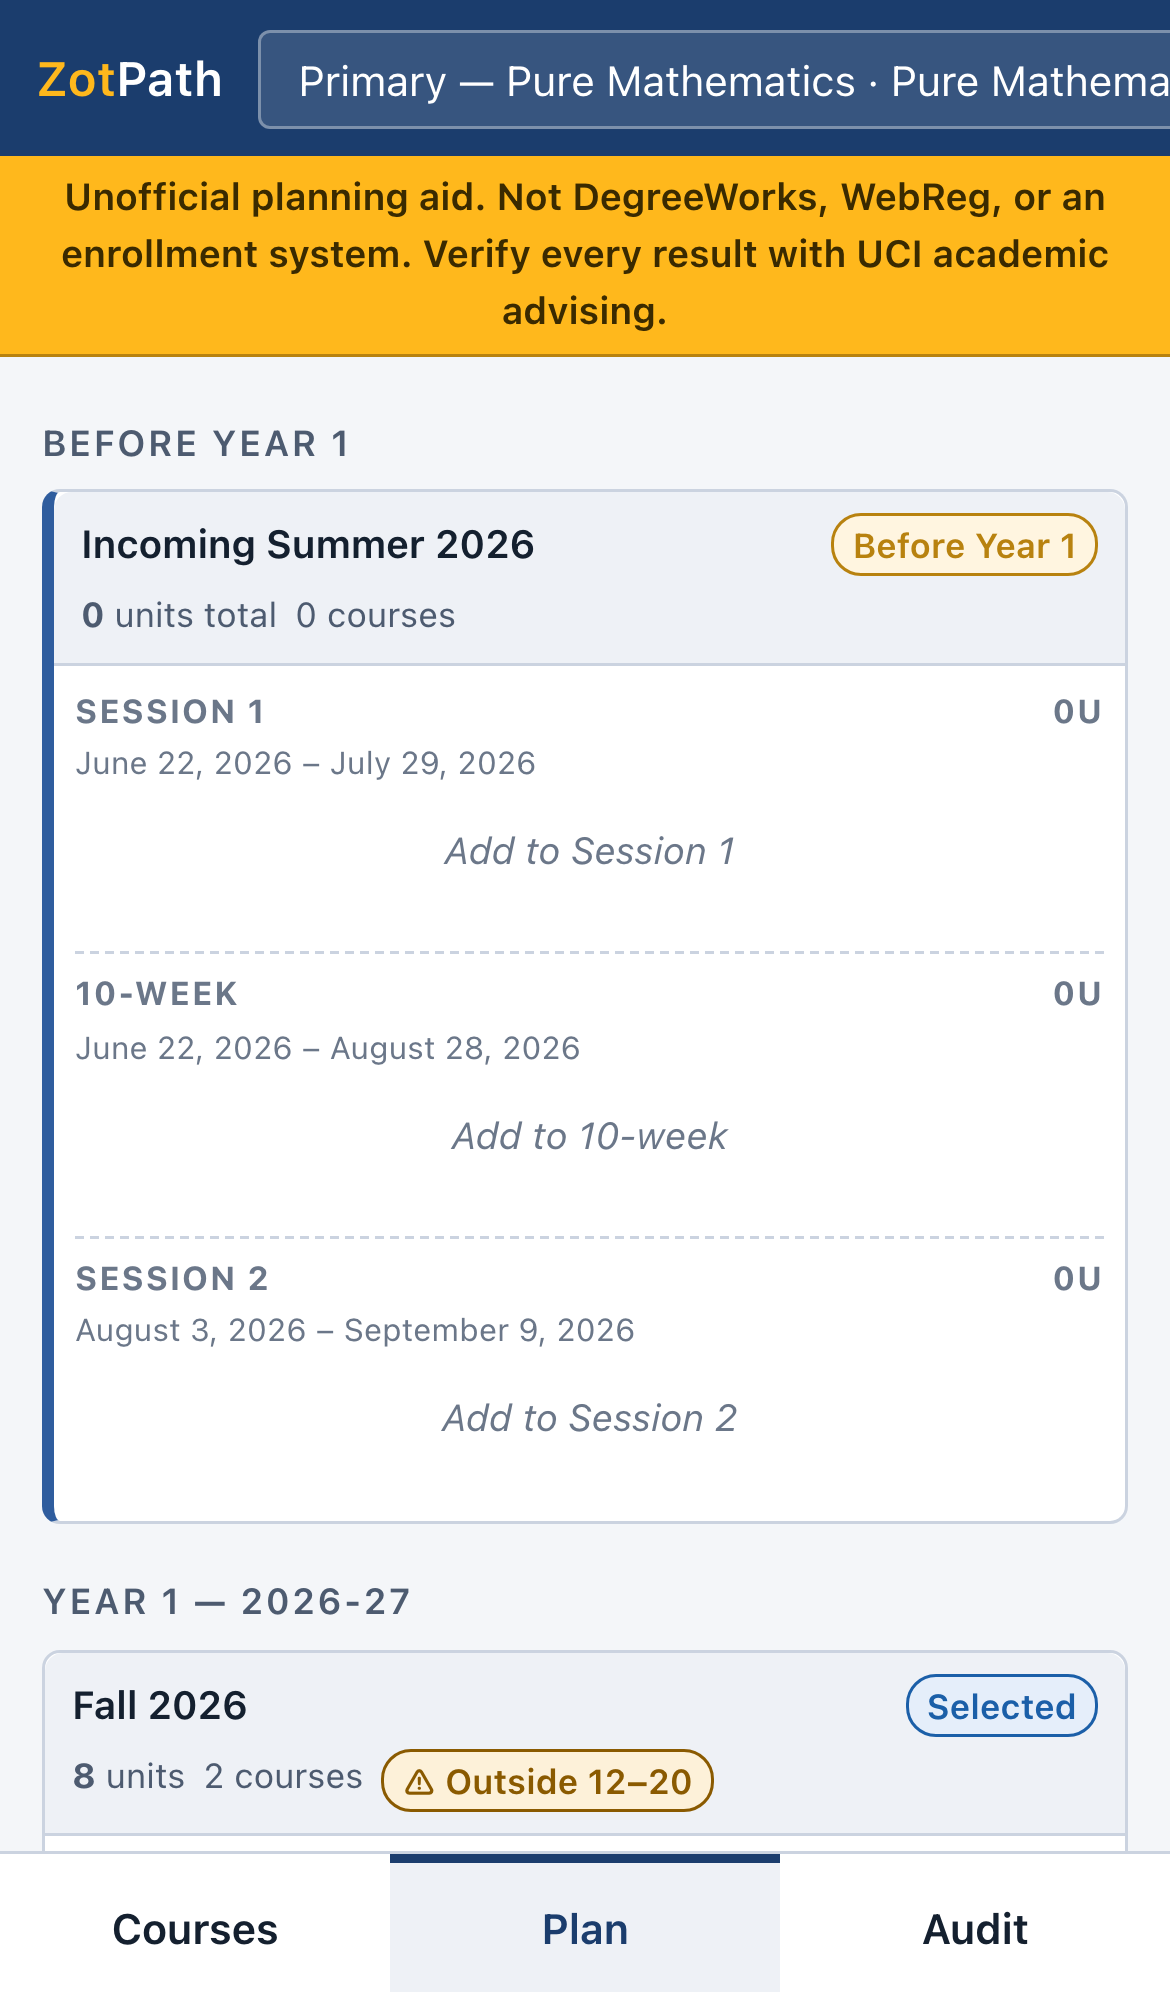 ZotPath
Primary — Pure Mathematics · Pure Mathema
Unofficial planning aid. Not DegreeWorks, WebReg, or an
enrollment system. Verify every result with UCI academic
advising.
BEFORE YEAR 1
Incoming Summer 2026
Before Year 1
0 units total 0 courses
SESSION 1
0U
June 22, 2026 – July 29, 2026
Add to Session 1
10-WEEK
0U
June 22, 2026 – August 28, 2026
Add to 10-week
SESSION 2
0U
August 3, 2026 – September 9, 2026
Add to Session 2
YEAR 1 — 2026-27
Fall 2026
Selected
8 units 2 courses
Outside 12–20
Courses
Plan
Audit